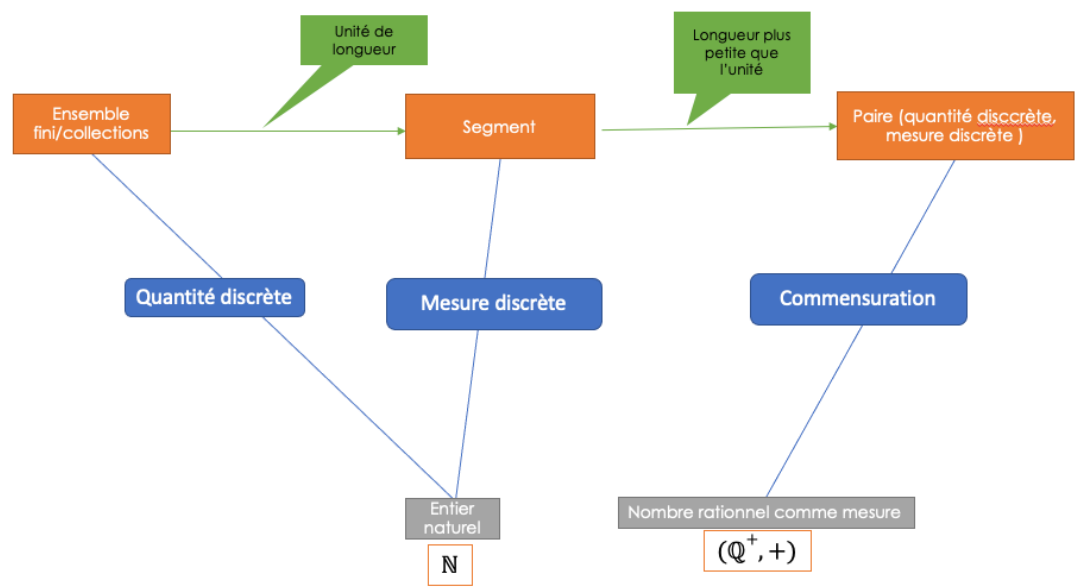 Unité de
longueur
Longueur plus
petite que
l'unité
Ensemble
fini/collections
Segment
Paire (quantité disccrète,
mesure discrète )
Quantité discrète
Mesure discrète
Commensuration
Entier
naturel
Nombre rationnel comme mesure
ℕ
(ℚ⁺, +)